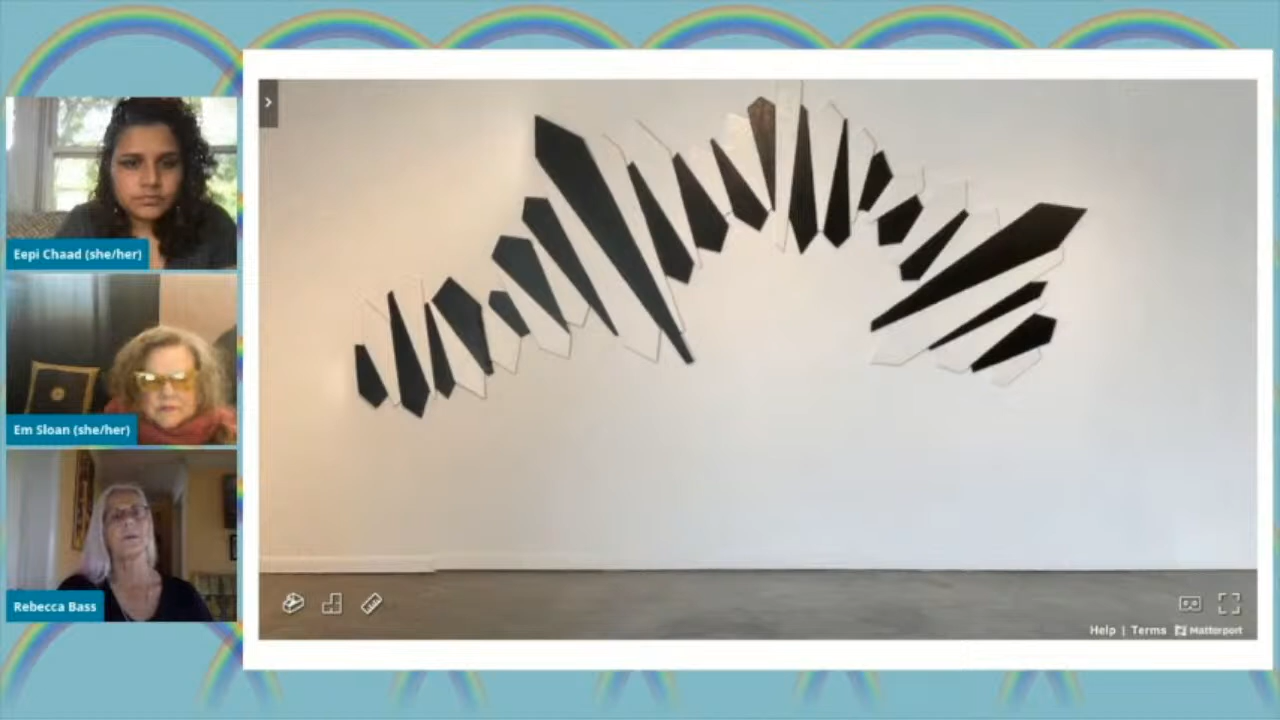 Eepi Chaad (she/her)
Em Sloan (she/her)
Rebecca Bass
Help | Terms Matterport